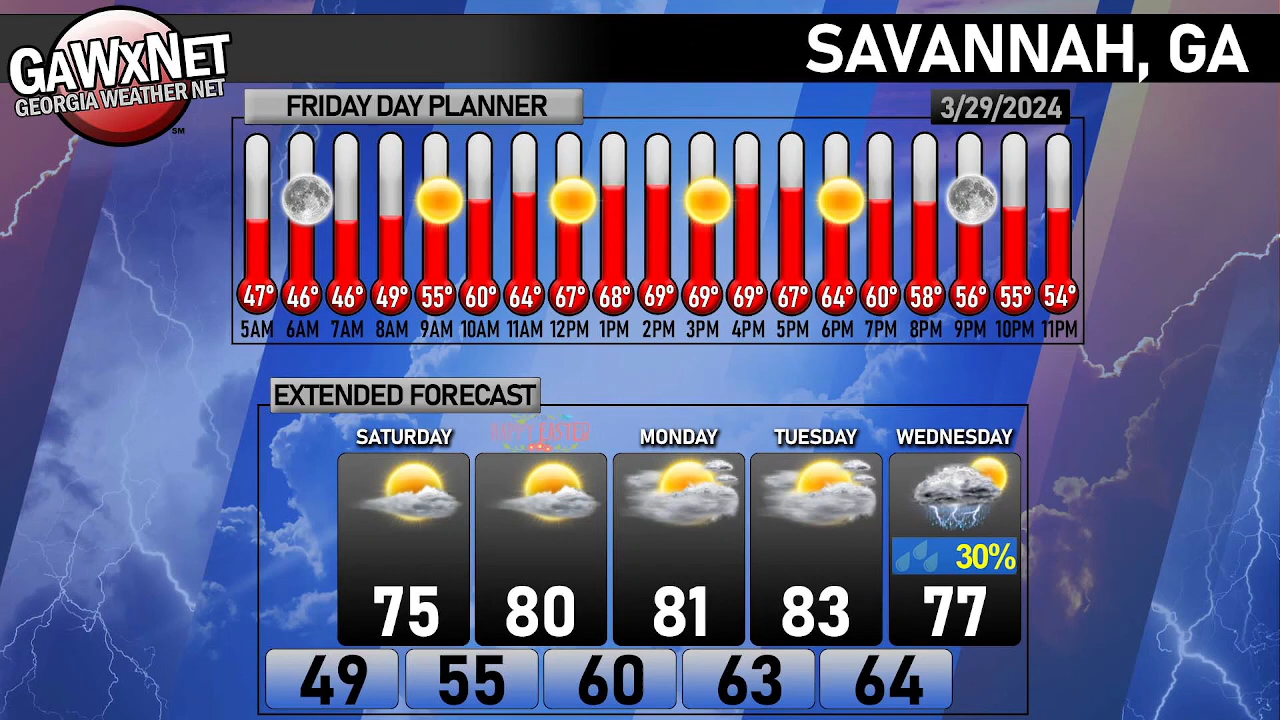 GAWxNET
GEORGIA WEATHER NET
SM
SAVANNAH, GA
FRIDAY DAY PLANNER
3/29/2024
47° 46° 46° 49° 55° 60° 64° 67° 68° 69° 69° 69° 67° 64° 60° 58° 56° 55° 54°
5AM 6AM 7AM 8AM 9AM 10AM 11AM 12PM 1PM 2PM 3PM 4PM 5PM 6PM 7PM 8PM 9PM 10PM 11PM
EXTENDED FORECAST
SATURDAY HAPPY EASTER MONDAY TUESDAY WEDNESDAY
30%
75 80 81 83 77
49 55 60 63 64